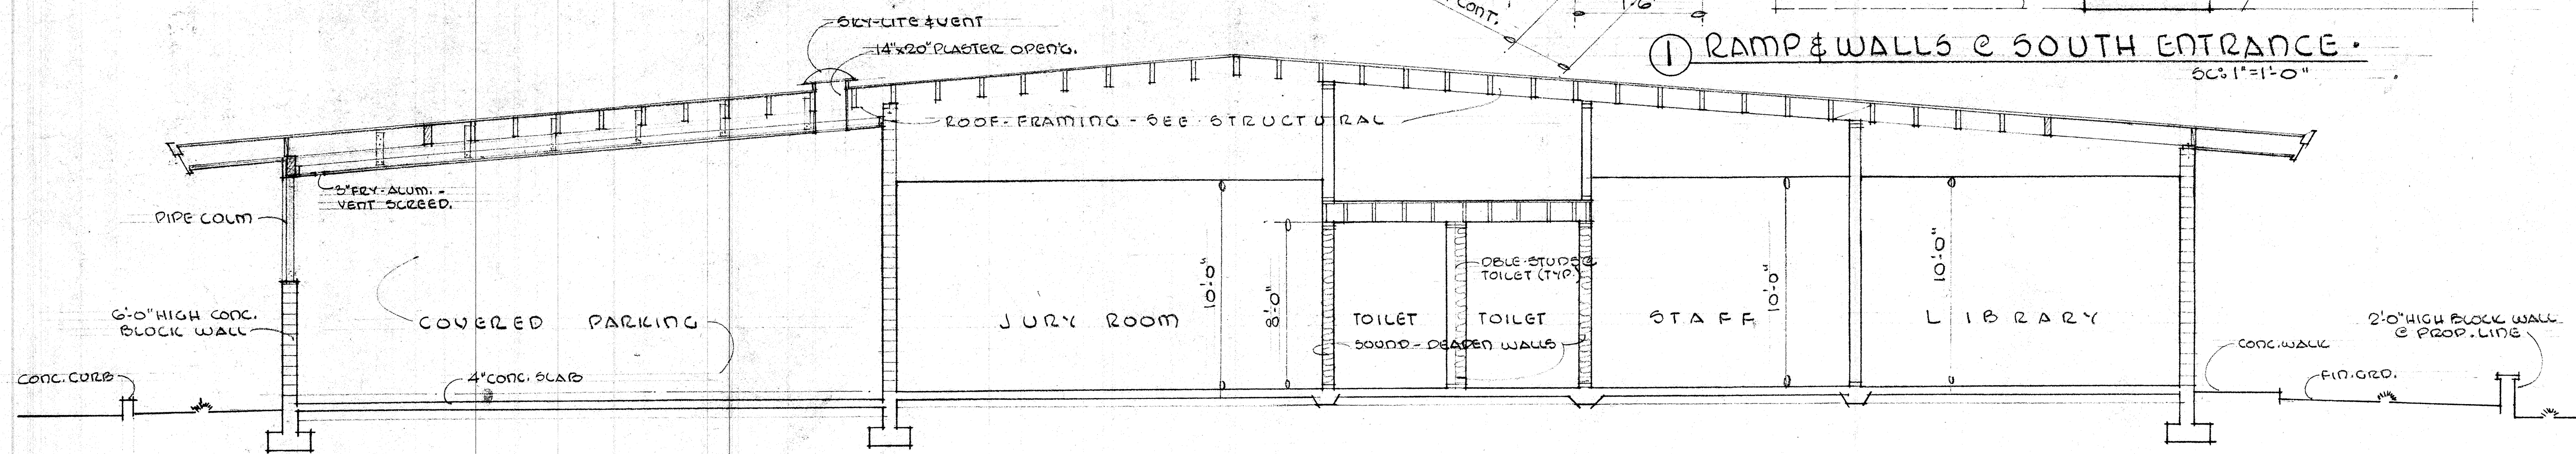 SKY-LITE & VENT
14"x20" PLASTER OPEN'G.
CONT.
1 RAMP & WALLS @ SOUTH ENTRANCE.
SC: 1"=1'-0"
ROOF-FRAMING - SEE STRUCTURAL
3" FRY-ALUM. -
VENT SCREED.
PIPE COLM
6'-0" HIGH CONC.
BLOCK WALL
COVERED PARKING
CONC. CURB
4" CONC. SLAB
JURY ROOM
10'-0"
8'-0"
DBLE-STUDS @
TOILET (TYP.)
TOILET
TOILET
SOUND-DEADEN WALLS
STAFF
10'-0"
10'-0"
LIBRARY
CONC. WALK
FIN. GRD.
2'-0" HIGH BLOCK WALL
@ PROP. LINE